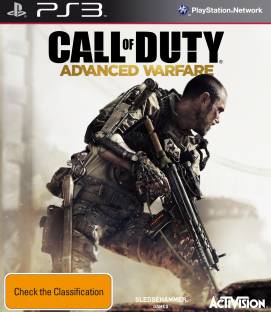 PS3
PlayStation®Network
CALL OF DUTY®
ADVANCED WARFARE
Check the Classification
SLEDGEHAMMER
GAMES
ACTIVISION